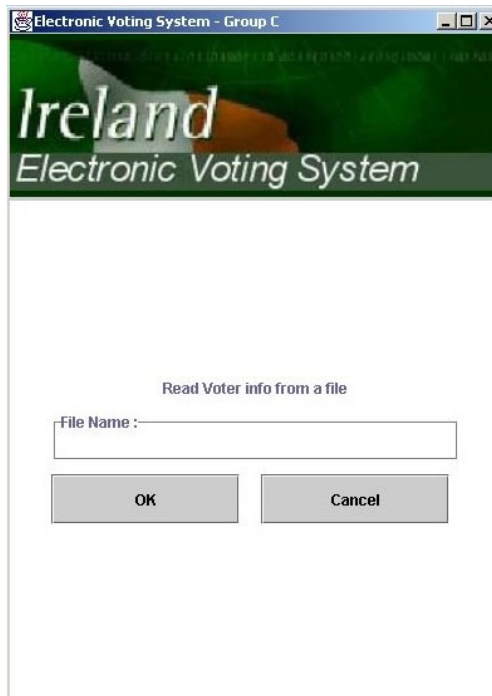 Electronic Voting System - Group C
Ireland
Electronic Voting System
Read Voter info from a file
File Name :
OK
Cancel